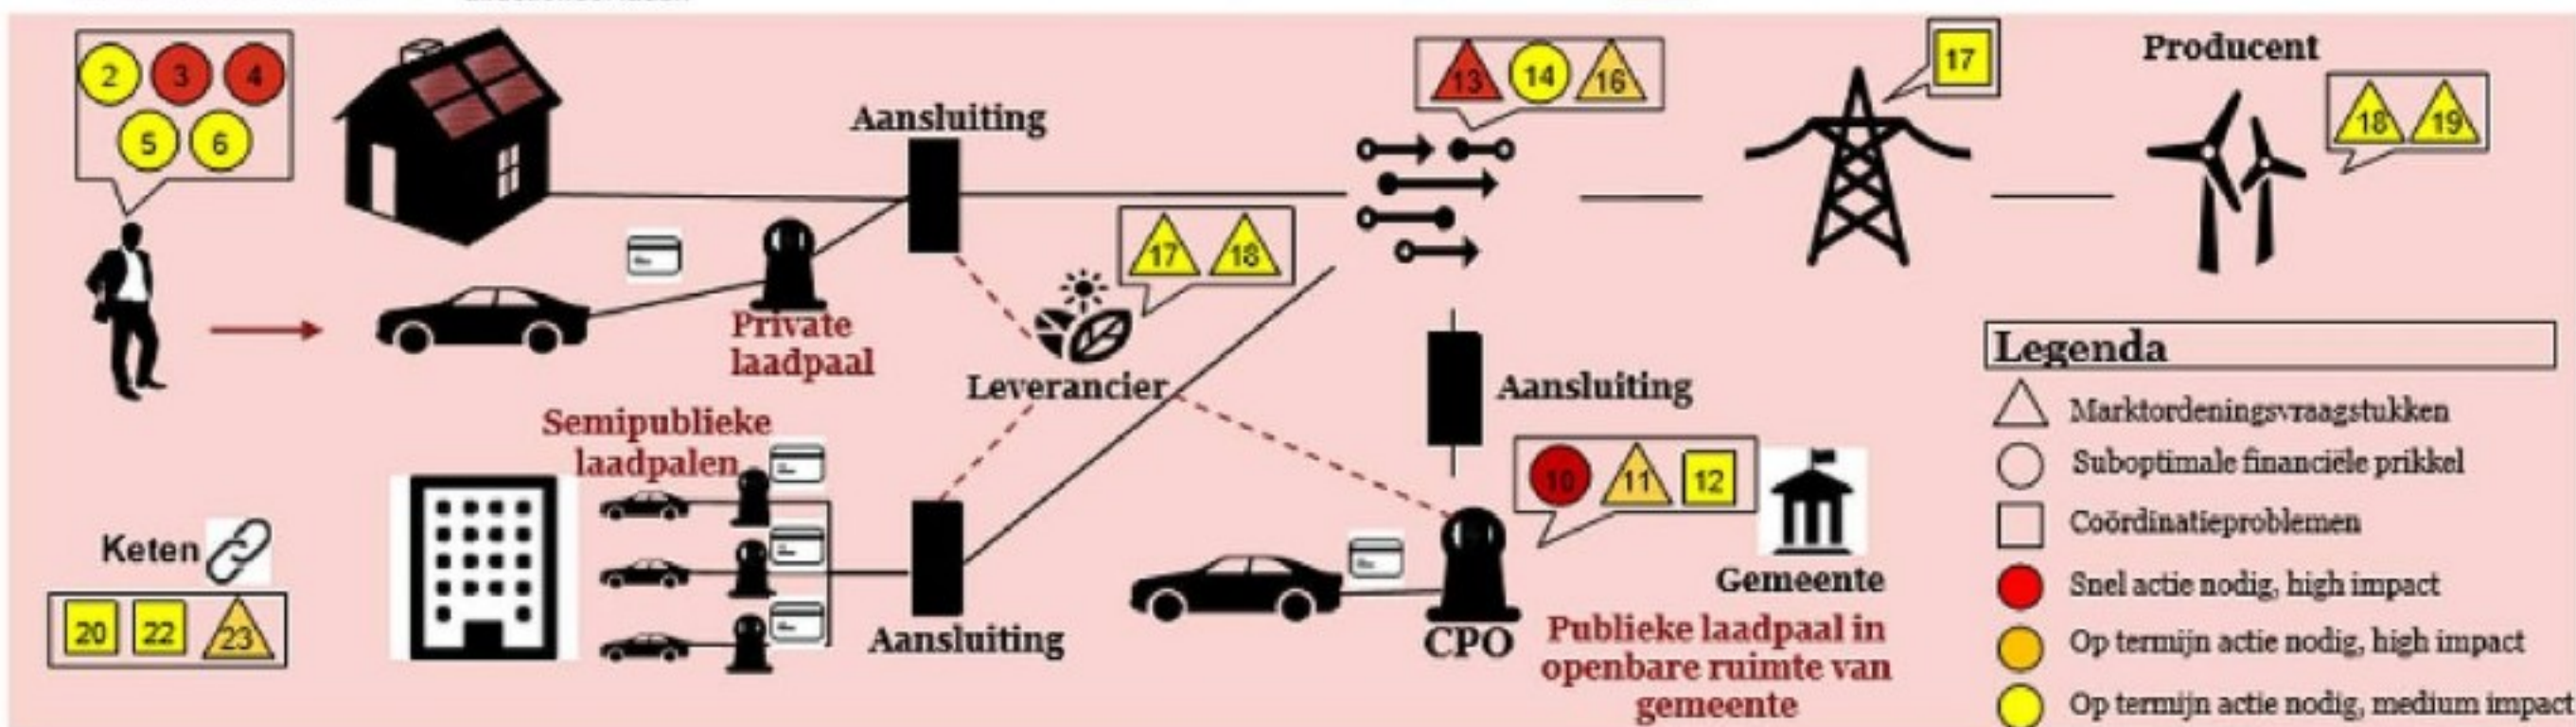 2 3 4
5 6
Aansluiting
13 14 16
17
Producent
18 19
17 18
Private
laadpaal
Leverancier
Semipublieke
laadpalen
Aansluiting
10 11 12
Gemeente
Keten
20 22 23
Aansluiting
CPO
Publieke laadpaal in
openbare ruimte van
gemeente
Legenda
Marktordeningsvraagstukken
Suboptimale financiële prikkel
Coördinatieproblemen
Snel actie nodig, high impact
Op termijn actie nodig, high impact
Op termijn actie nodig, medium impact